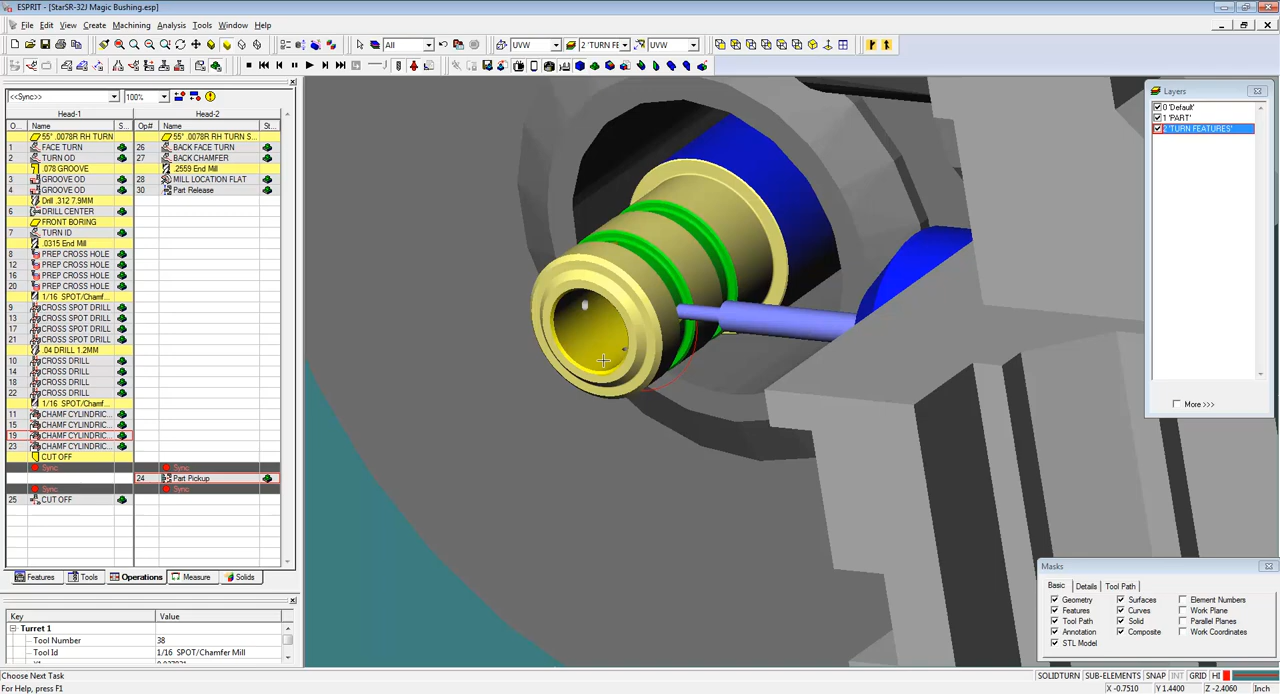 ESPRIT - [StarSR-32J Magic Bushing.esp]
File Edit View Create Machining Analysis Tools Window Help
All UVW 2 'TURN FE UVW
<<Sync>> 100%
Head-1 Head-2
O... Name S... Op# Name St...
55° .0078R RH TURN 55° .0078R RH TURN S...
1 FACE TURN 26 BACK FACE TURN
2 TURN OD 27 BACK CHAMFER
.078 GROOVE .2559 End Mill
3 GROOVE OD 28 MILL LOCATION FLAT
4 GROOVE OD 30 Part Release
Drill .312 7.9MM
6 DRILL CENTER
FRONT BORING
7 TURN ID
.0315 End Mill
8 PREP CROSS HOLE
12 PREP CROSS HOLE
16 PREP CROSS HOLE
20 PREP CROSS HOLE
1/16 SPOT/Chamf...
9 CROSS SPOT DRILL
13 CROSS SPOT DRILL
17 CROSS SPOT DRILL
21 CROSS SPOT DRILL
.04 DRILL 1.2MM
10 CROSS DRILL
14 CROSS DRILL
18 CROSS DRILL
22 CROSS DRILL
1/16 SPOT/Chamf...
11 CHAMF CYLINDRIC...
15 CHAMF CYLINDRIC...
19 CHAMF CYLINDRIC...
23 CHAMF CYLINDRIC...
CUT OFF
Sync Sync
24 Part Pickup
Sync Sync
25 CUT OFF
Features Tools Operations Measure Solids
Key Value
Turret 1
Tool Number 38
Tool Id 1/16 SPOT/Chamfer Mill
Layers
0 'Default'
1 'PART'
2 'TURN FEATURES'
More >>>
Masks
Basic Details Tool Path
Geometry Surfaces Element Numbers
Features Curves Work Plane
Tool Path Solid Parallel Planes
Annotation Composite Work Coordinates
STL Model
Choose Next Task SOLIDTURN SUB-ELEMENTS SNAP INT GRID HI
For Help, press F1 X -0.7510 Y 1.4400 Z -2.4060 Inch